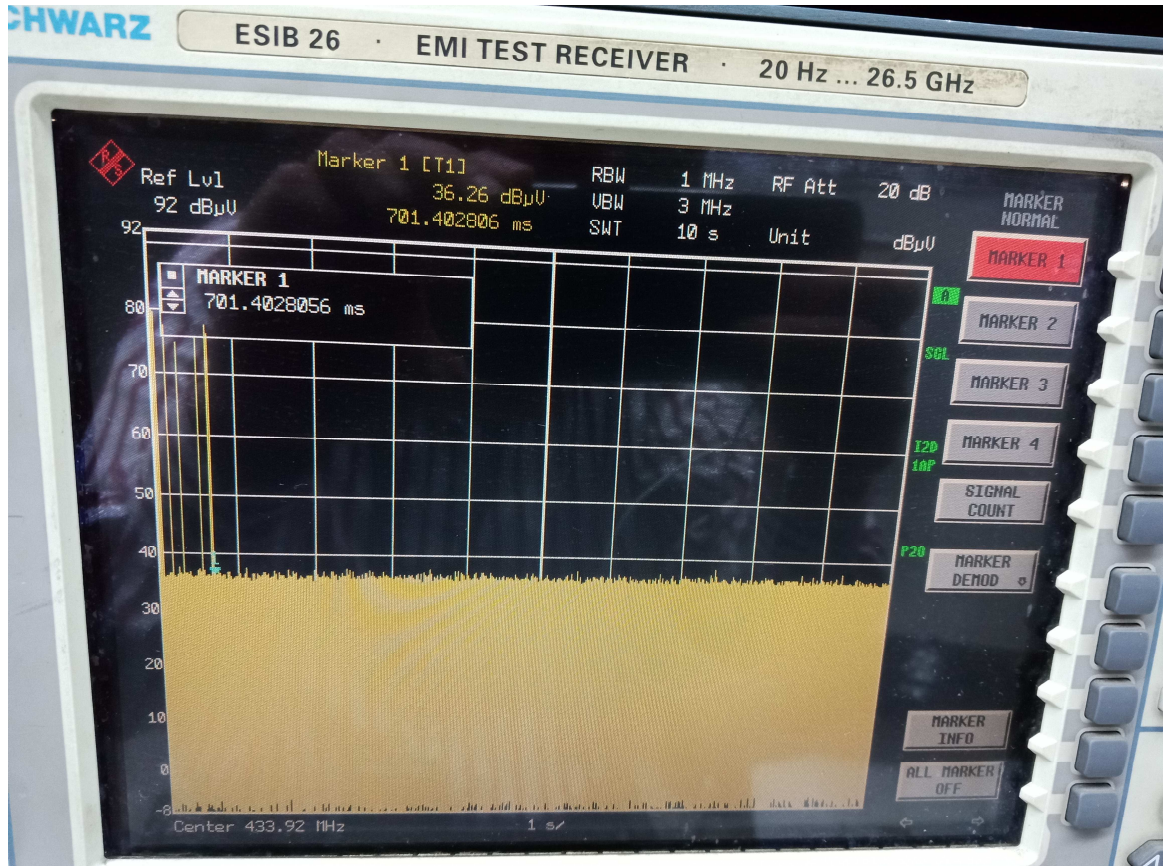 CHWARZ
ESIB 26 · EMI TEST RECEIVER · 20 Hz ... 26.5 GHz
R S
Marker 1 [T1]
RBW 1 MHz RF Att 20 dB
Ref Lvl 36.26 dBµV VBW 3 MHz
92 dBµV 701.402806 ms SWT 10 s Unit dBµV
MARKER NORMAL
92
MARKER 1
MARKER 1
701.4028056 ms
A
80
MARKER 2
SGL
70
MARKER 3
60
I2D
1AP
MARKER 4
50
SIGNAL
COUNT
40
P20
MARKER
DEMOD
30
20
10
MARKER
INFO
0
ALL MARKER
OFF
-8
Center 433.92 MHz 1 s/